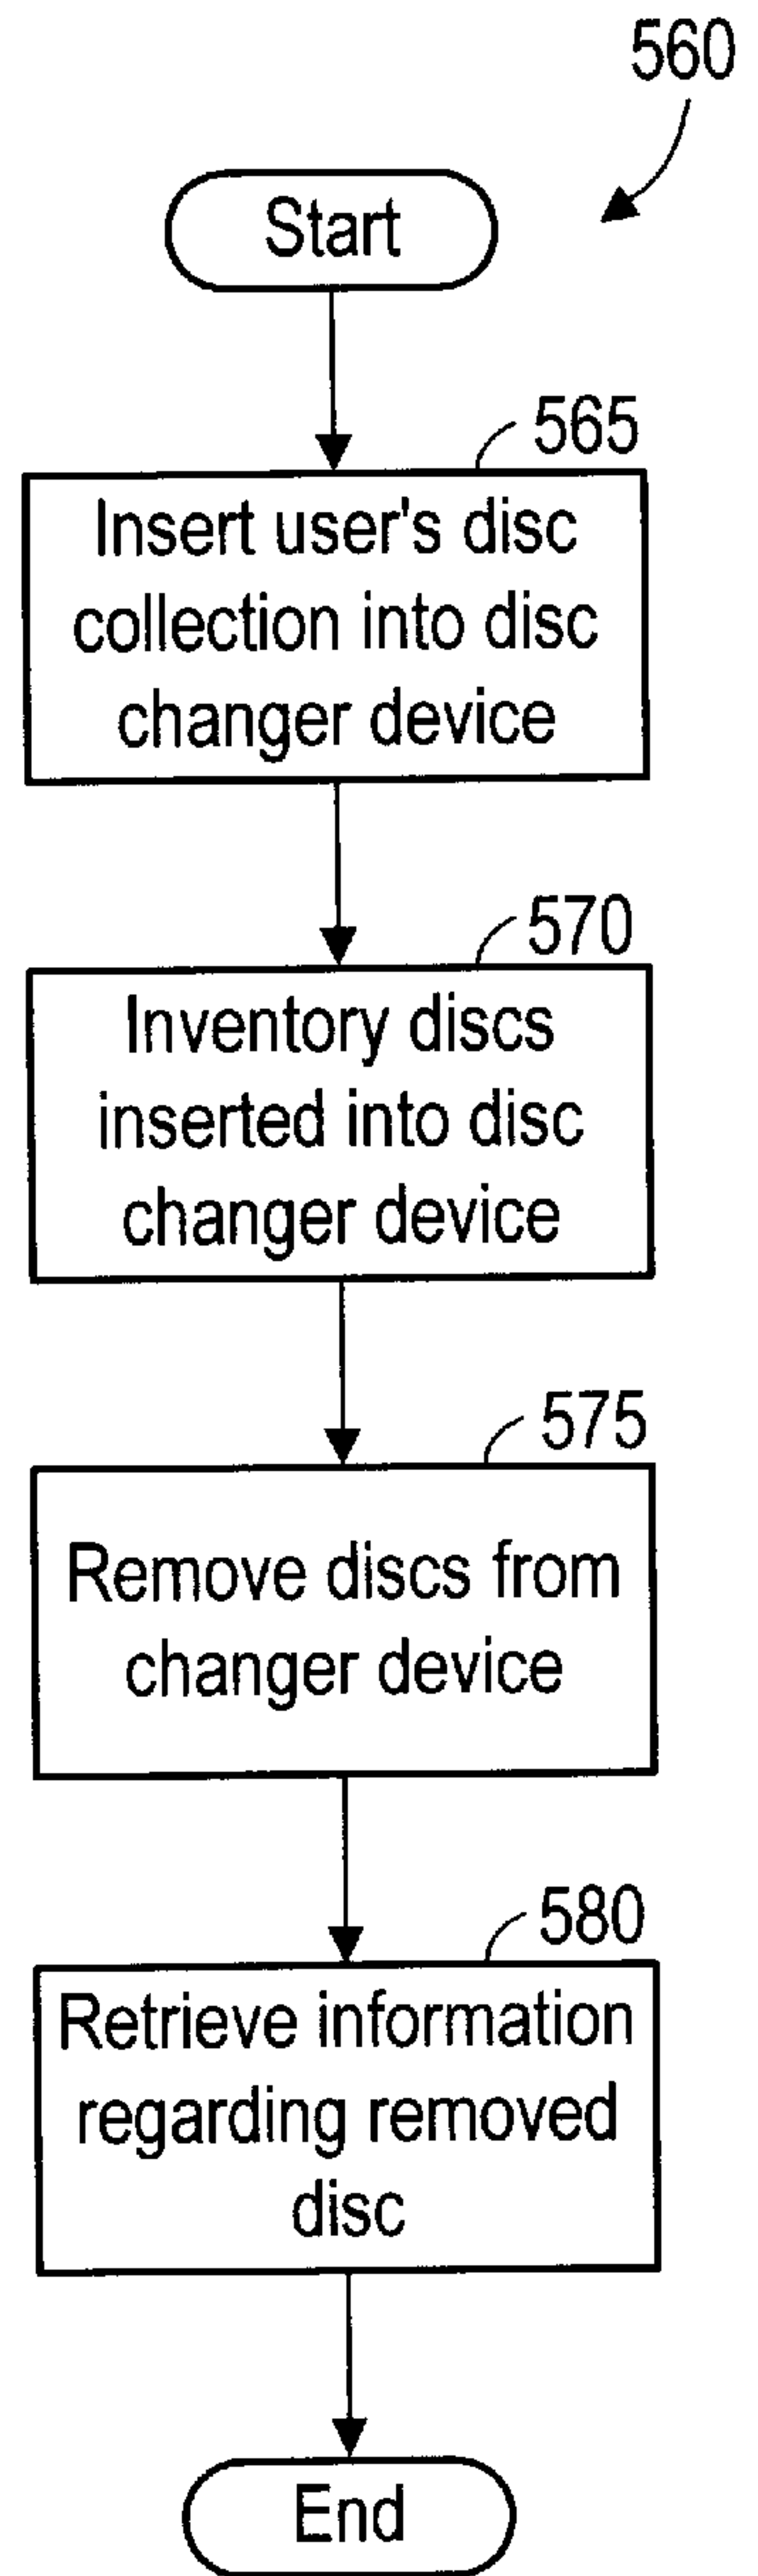 560
Start
565
Insert user's disc
collection into disc
changer device
570
Inventory discs
inserted into disc
changer device
575
Remove discs from
changer device
580
Retrieve information
regarding removed
disc
End